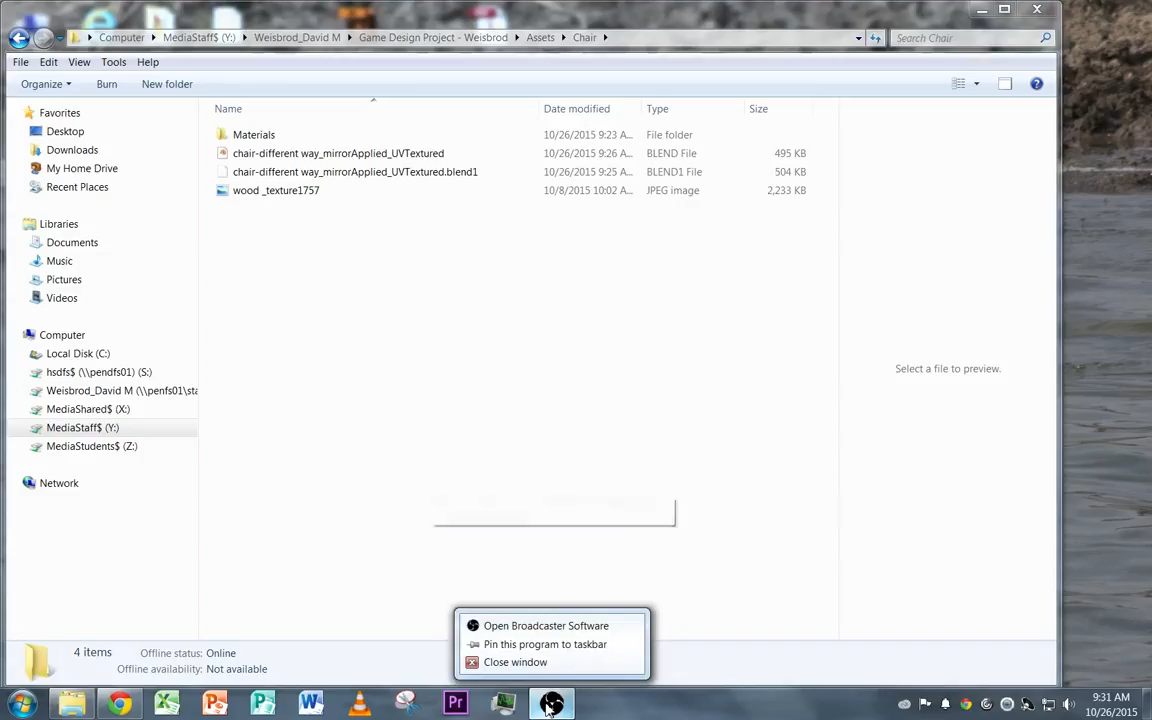 Computer MediaStaff$ (Y:) Weisbrod_David M Game Design Project - Weisbrod Assets Chair Search Chair
File Edit View Tools Help
Organize Burn New folder
Name Date modified Type Size
Favorites
Desktop
Downloads
My Home Drive
Recent Places
Libraries
Documents
Music
Pictures
Videos
Computer
Local Disk (C:)
hsdfs$ (\\pendfs01) (S:)
Weisbrod_David M (\\penfs01\sta
MediaShared$ (X:)
MediaStaff$ (Y:)
MediaStudents$ (Z:)
Network
Materials 10/26/2015 9:23 A... File folder
chair-different way_mirrorApplied_UVTextured 10/26/2015 9:26 A... BLEND File 495 KB
chair-different way_mirrorApplied_UVTextured.blend1 10/26/2015 9:25 A... BLEND1 File 504 KB
wood _texture1757 10/8/2015 10:02 A... JPEG image 2,233 KB
Select a file to preview.
Open Broadcaster Software
Pin this program to taskbar
Close window
4 items Offline status: Online
Offline availability: Not available
Pr
9:31 AM
10/26/2015